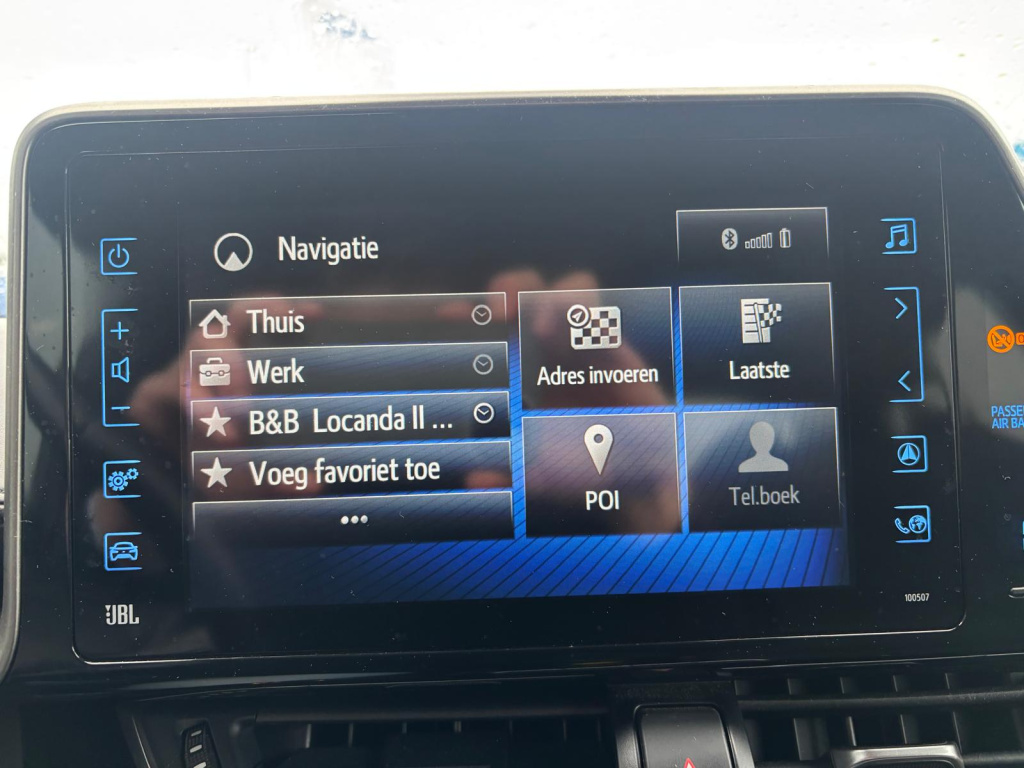 Navigatie
Thuis
Werk
B&B Locanda Il ...
Voeg favoriet toe
...
Adres invoeren
Laatste
POI
Tel.boek
JBL
100507
PASSE
AIR BA